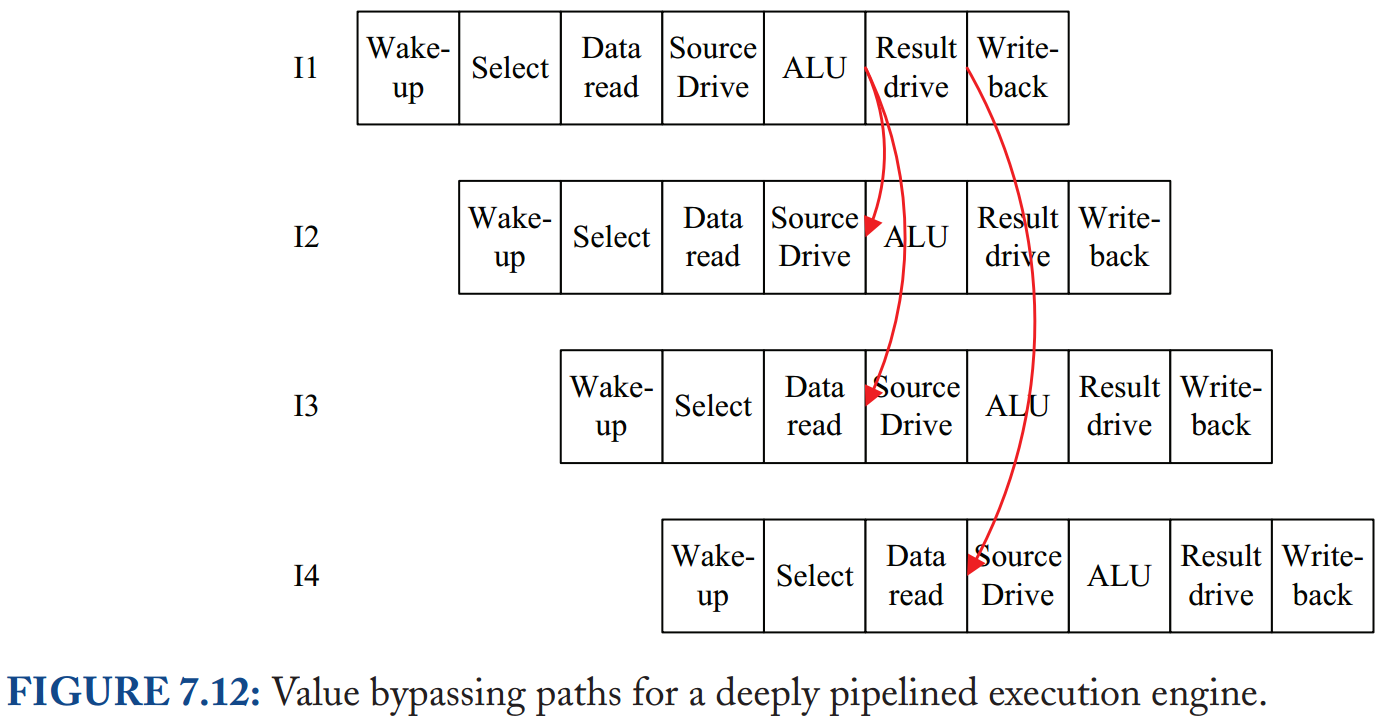 I1
Wake-
up
Select
Data
read
Source
Drive
ALU
Result
drive
Write-
back
I2
Wake-
up
Select
Data
read
Source
Drive
ALU
Result
drive
Write-
back
I3
Wake-
up
Select
Data
read
Source
Drive
ALU
Result
drive
Write-
back
I4
Wake-
up
Select
Data
read
Source
Drive
ALU
Result
drive
Write-
back
FIGURE 7.12: Value bypassing paths for a deeply pipelined execution engine.